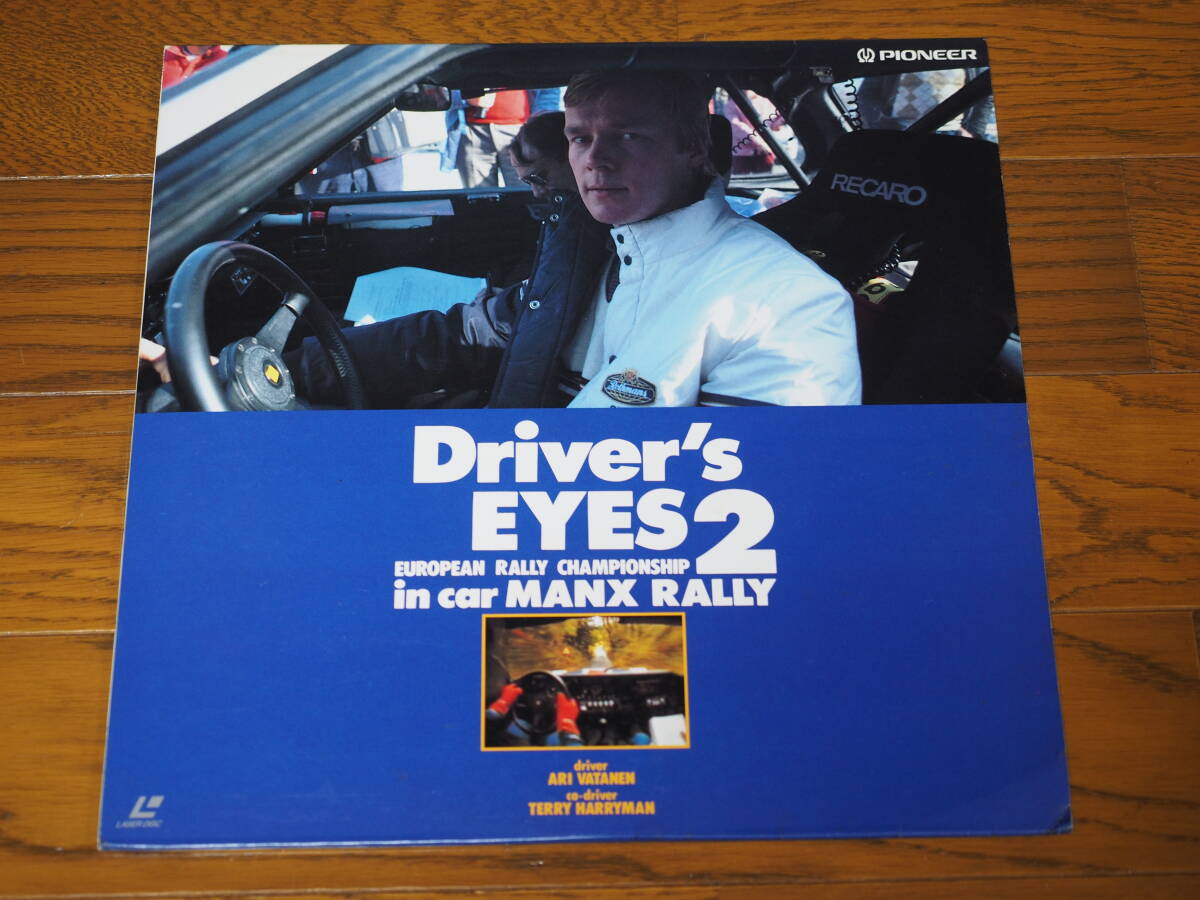 PIONEER
RECARO
Rothmans
Driver's
EYES 2
EUROPEAN RALLY CHAMPIONSHIP
in car MANX RALLY
driver
ARI VATANEN
co-driver
TERRY HARRYMAN
LASER DISC